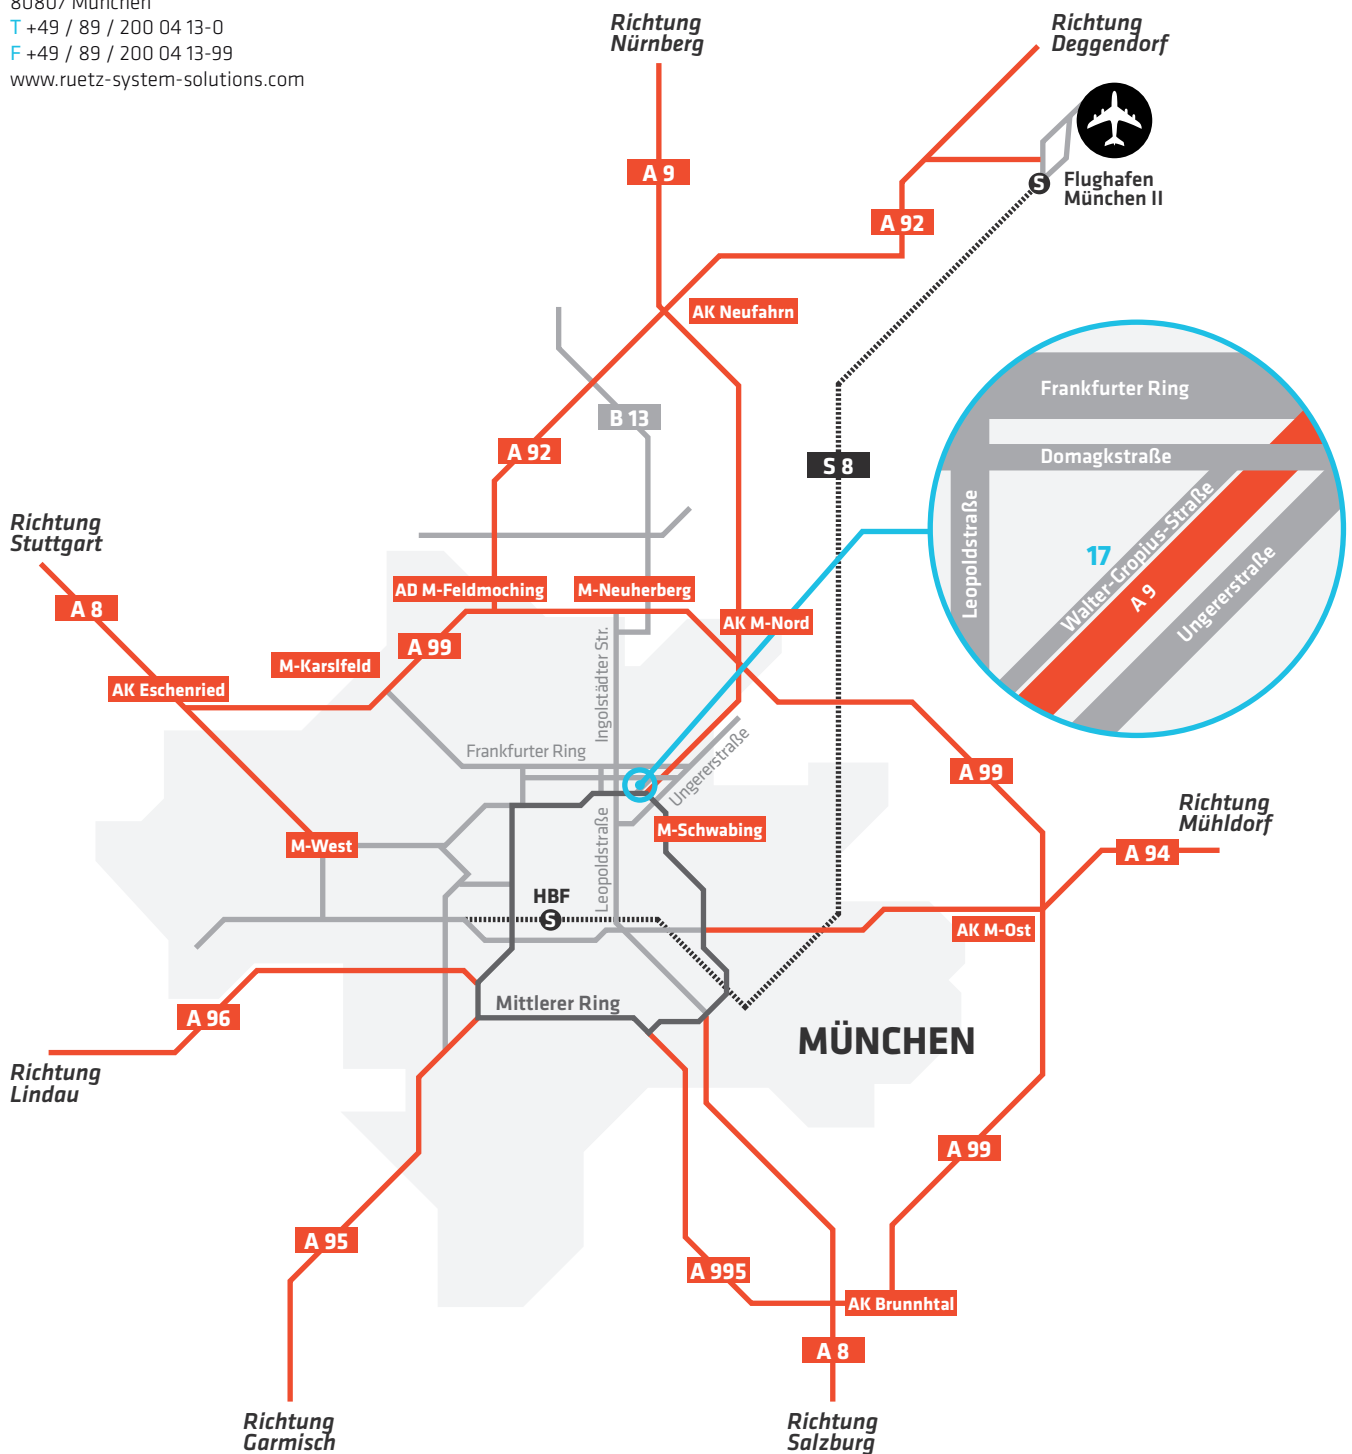 80807 München
T +49 / 89 / 200 04 13-0
F +49 / 89 / 200 04 13-99
www.ruetz-system-solutions.com
Richtung
Nürnberg
Richtung
Deggendorf
A 9
S
Flughafen
München II
A 92
AK Neufahrn
B 13
A 92
S 8
Frankfurter Ring
Domagkstraße
Leopoldstraße
17
Walter-Gropius-Straße
A 9
Ungererstraße
Richtung
Stuttgart
A 8
AD M-Feldmoching
M-Neuherberg
AK M-Nord
A 99
M-Karslfeld
AK Eschenried
Ingolstädter Str.
Frankfurter Ring
Ungererstraße
A 99
Richtung
Mühldorf
M-Schwabing
M-West
A 94
Leopoldstraße
HBF
S
AK M-Ost
Mittlerer Ring
A 96
MÜNCHEN
Richtung
Lindau
A 99
A 95
A 995
AK Brunnhtal
A 8
Richtung
Garmisch
Richtung
Salzburg